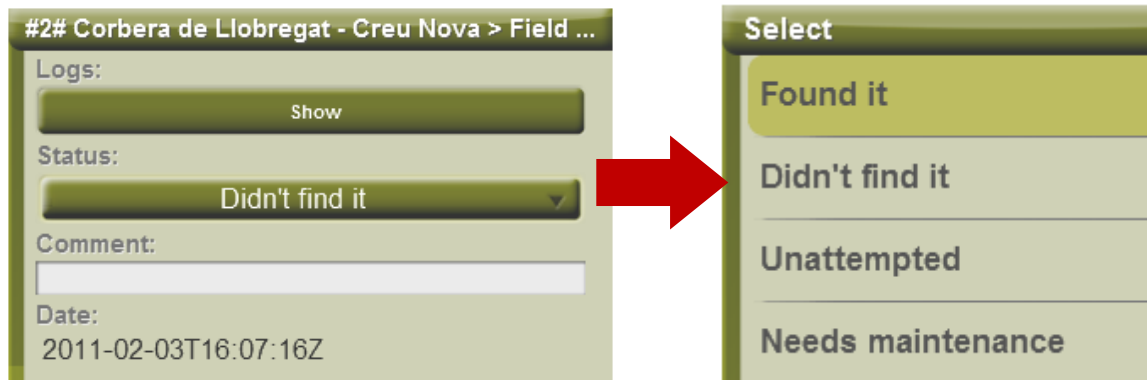 #2# Corbera de Llobregat - Creu Nova > Field ...
Logs:
Show
Status:
Didn't find it
Comment:
Date:
2011-02-03T16:07:16Z
Select
Found it
Didn't find it
Unattempted
Needs maintenance